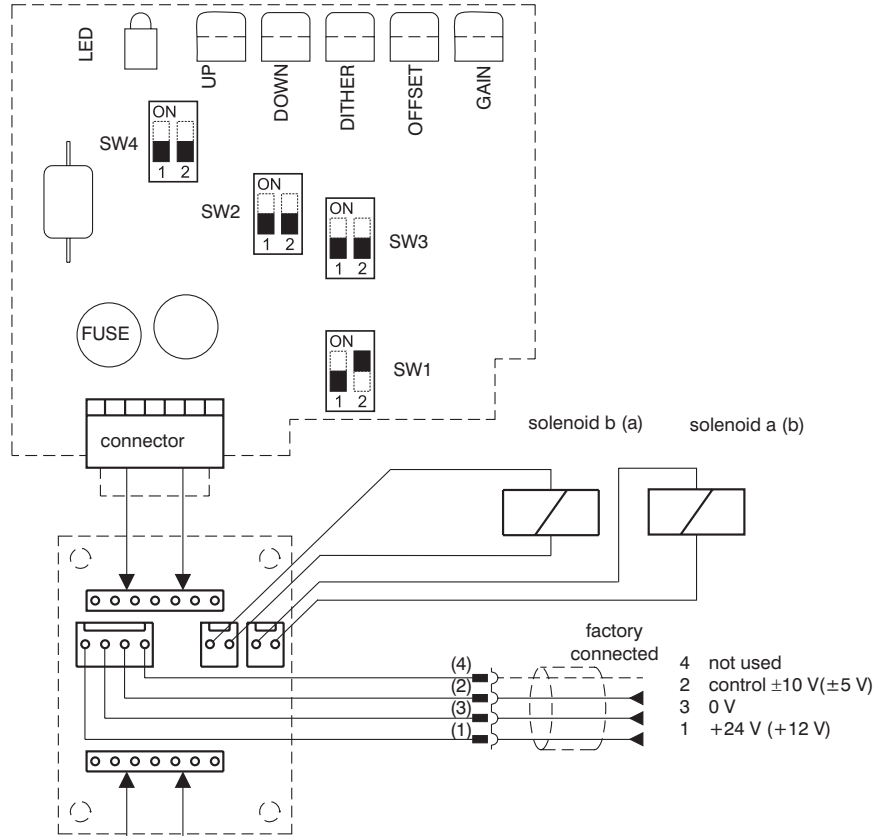 LED
UP
DOWN
DITHER
OFFSET
GAIN
ON
SW4
1 2
ON
SW2
1 2
ON
SW3
1 2
FUSE
ON
SW1
1 2
connector
solenoid b (a)
solenoid a (b)
factory
connected
(4)
4 not used
(2)
2 control ±10 V(±5 V)
(3)
3 0 V
(1)
1 +24 V (+12 V)